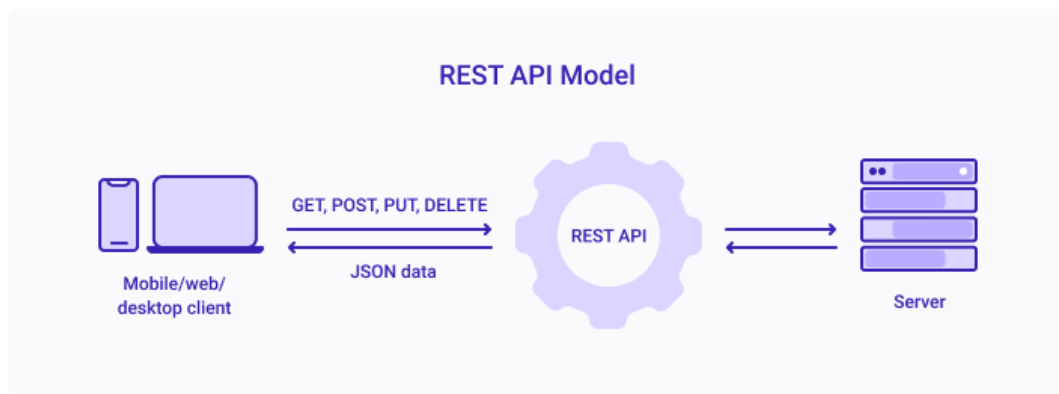 REST API Model
GET, POST, PUT, DELETE
REST API
JSON data
Mobile/web/
desktop client
Server